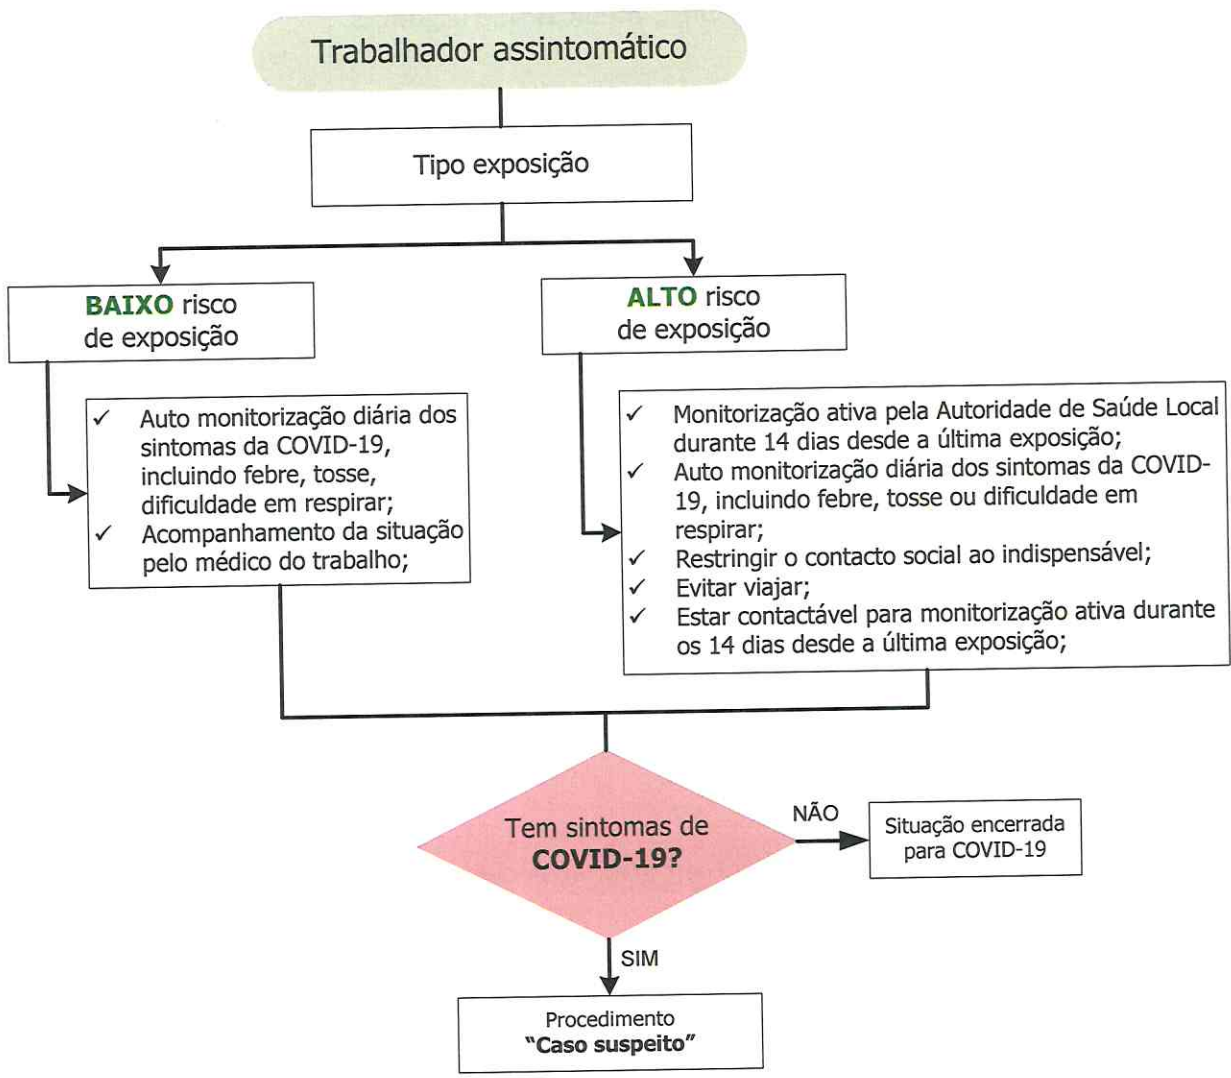 Trabalhador assintomático
Tipo exposição
BAIXO risco
de exposição
ALTO risco
de exposição
✓ Auto monitorização diária dos
sintomas da COVID-19,
incluindo febre, tosse,
dificuldade em respirar;
✓ Acompanhamento da situação
pelo médico do trabalho;
✓ Monitorização ativa pela Autoridade de Saúde Local
durante 14 dias desde a última exposição;
✓ Auto monitorização diária dos sintomas da COVID-
19, incluindo febre, tosse ou dificuldade em
respirar;
✓ Restringir o contacto social ao indispensável;
✓ Evitar viajar;
✓ Estar contactável para monitorização ativa durante
os 14 dias desde a última exposição;
Tem sintomas de
COVID-19?
NÃO
Situação encerrada
para COVID-19
SIM
Procedimento
“Caso suspeito”